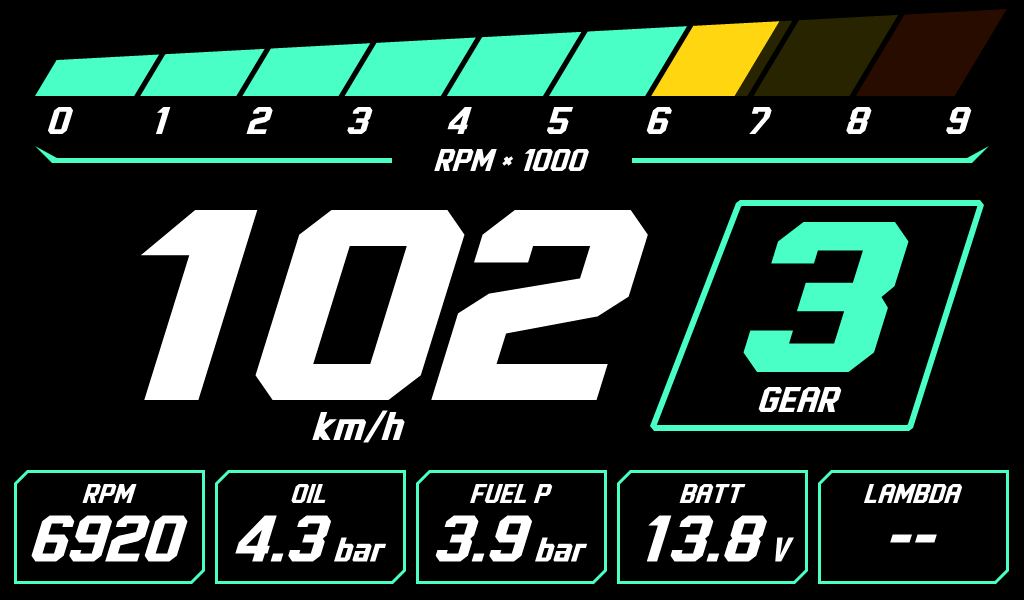 0 1 2 3 4 5 6 7 8 9
RPM × 1000
102
km/h
3
GEAR
RPM
6920
OIL
4.3 bar
FUEL P
3.9 bar
BATT
13.8 V
LAMBDA
--